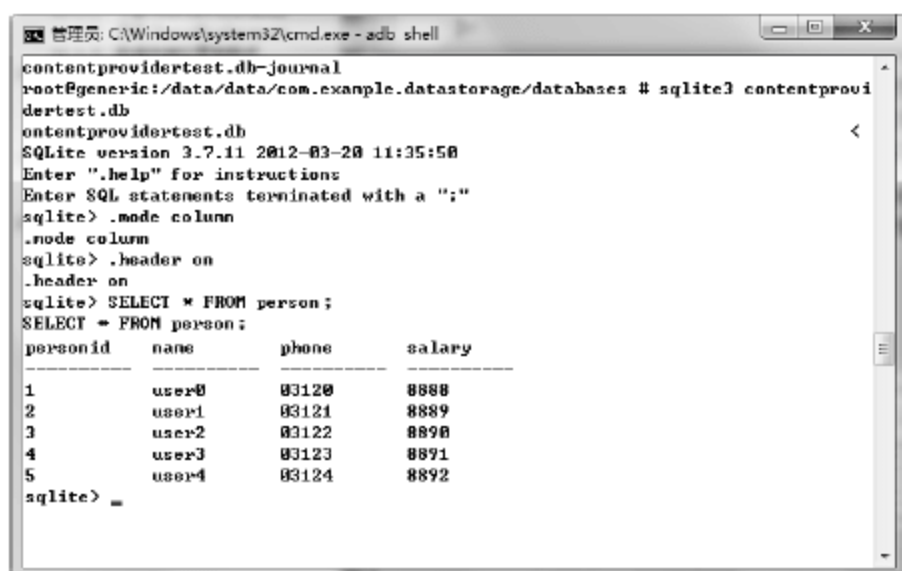 管理员: C:\Windows\system32\cmd.exe - adb shell
contentprovidertest.db-journal
root@generic:/data/data/com.example.datastorage/databases # sqlite3 contentprovi
dertest.db
ontentprovidertest.db <
SQLite version 3.7.11 2012-03-20 11:35:50
Enter ".help" for instructions
Enter SQL statements terminated with a ";"
sqlite> .mode column
.mode column
sqlite> .header on
.header on
sqlite> SELECT * FROM person;
SELECT * FROM person;
personid name phone salary
---------- ---------- ---------- ----------
1 user0 03120 8888
2 user1 03121 8889
3 user2 03122 8890
4 user3 03123 8891
5 user4 03124 8892
sqlite> _